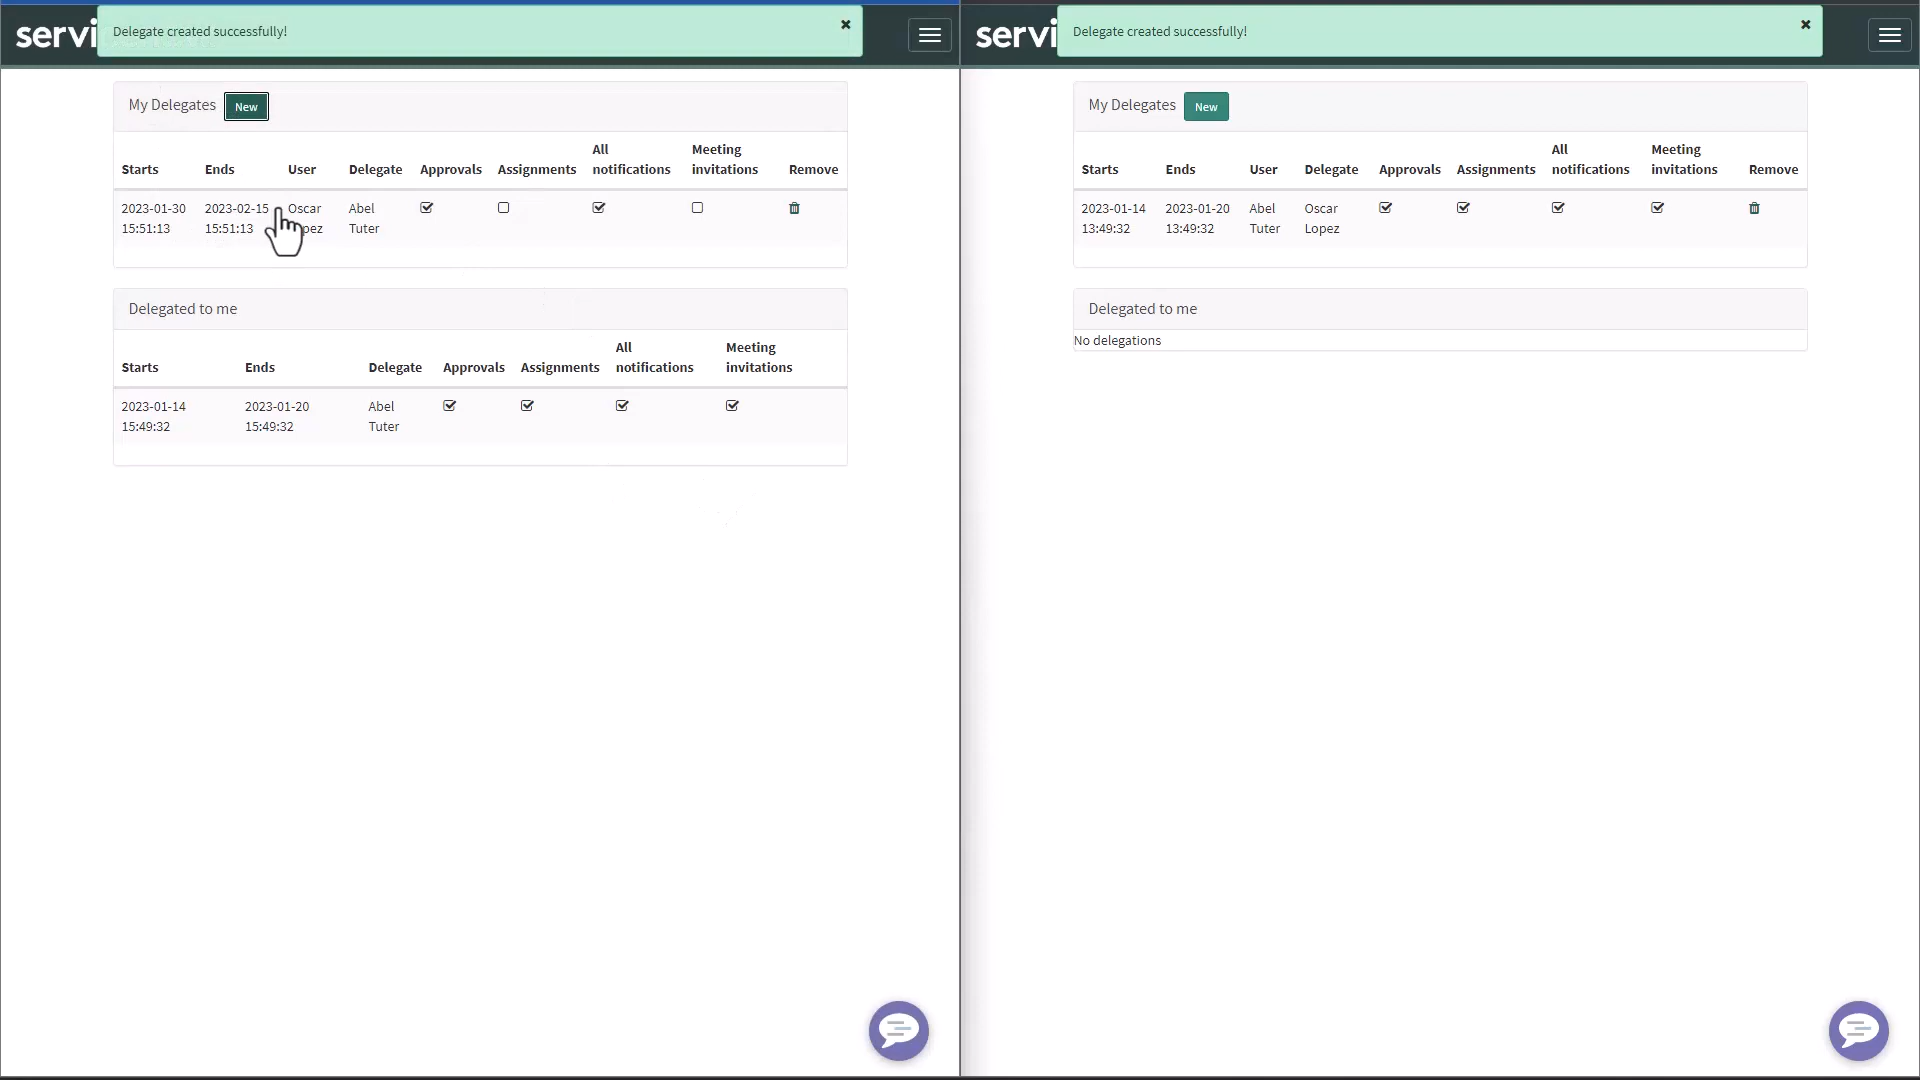 servi
Delegate created successfully!
My Delegates New
Starts Ends User Delegate Approvals Assignments All notifications Meeting invitations Remove
2023-01-30 2023-02-15 Oscar Abel
15:51:13 15:51:13 pez Tuter
Delegated to me
Starts Ends Delegate Approvals Assignments All notifications Meeting invitations
2023-01-14 2023-01-20 Abel
15:49:32 15:49:32 Tuter
servi
Delegate created successfully!
My Delegates New
Starts Ends User Delegate Approvals Assignments All notifications Meeting invitations Remove
2023-01-14 2023-01-20 Abel Oscar
13:49:32 13:49:32 Tuter Lopez
Delegated to me
No delegations